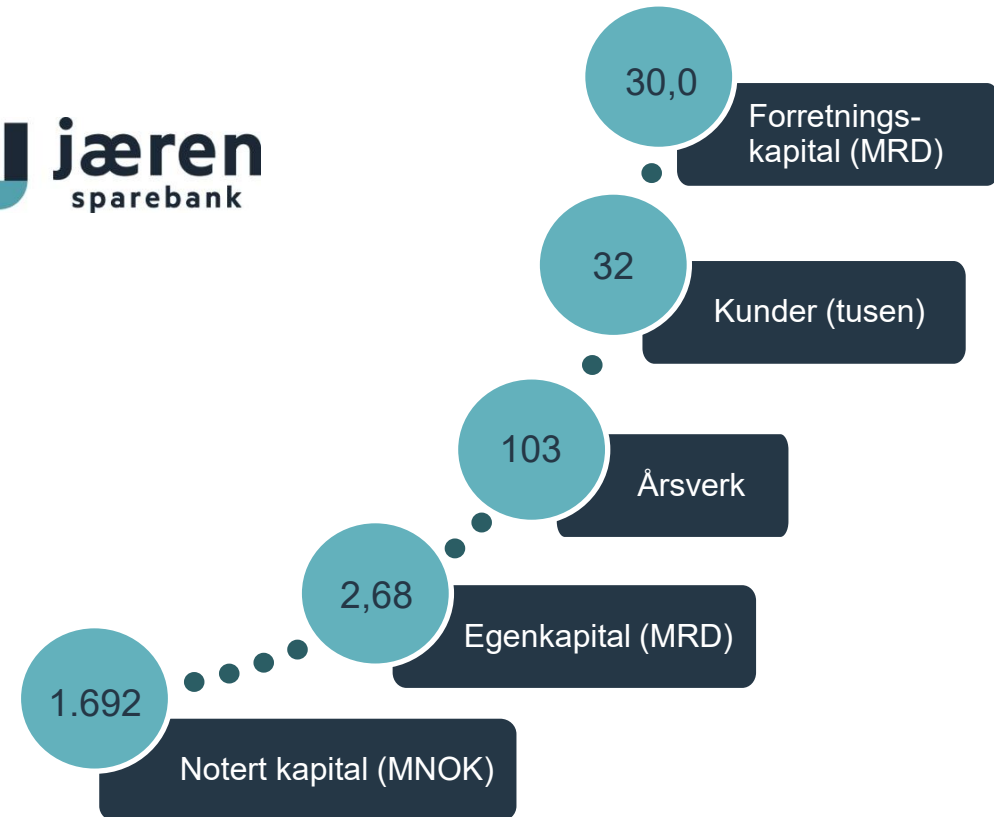 jæren
sparebank
30,0
Forretnings-
kapital (MRD)
32
Kunder (tusen)
103
Årsverk
2,68
Egenkapital (MRD)
1.692
Notert kapital (MNOK)